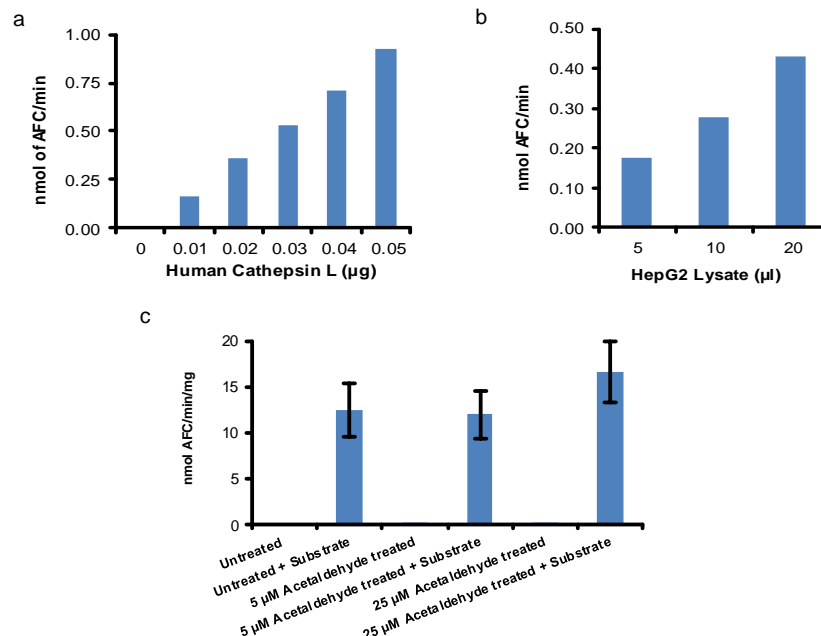 a
nmol of AFC/min
1.00
0.75
0.50
0.25
0.00
0 0.01 0.02 0.03 0.04 0.05
Human Cathepsin L (µg)
b
nmol AFC/min
0.50
0.40
0.30
0.20
0.10
0.00
5 10 20
HepG2 Lysate (µl)
c
nmol AFC/min/mg
20
15
10
5
0
Untreated
Untreated + Substrate
5 µM Acetaldehyde treated
5 µM Acetaldehyde treated + Substrate
25 µM Acetaldehyde treated
25 µM Acetaldehyde treated + Substrate